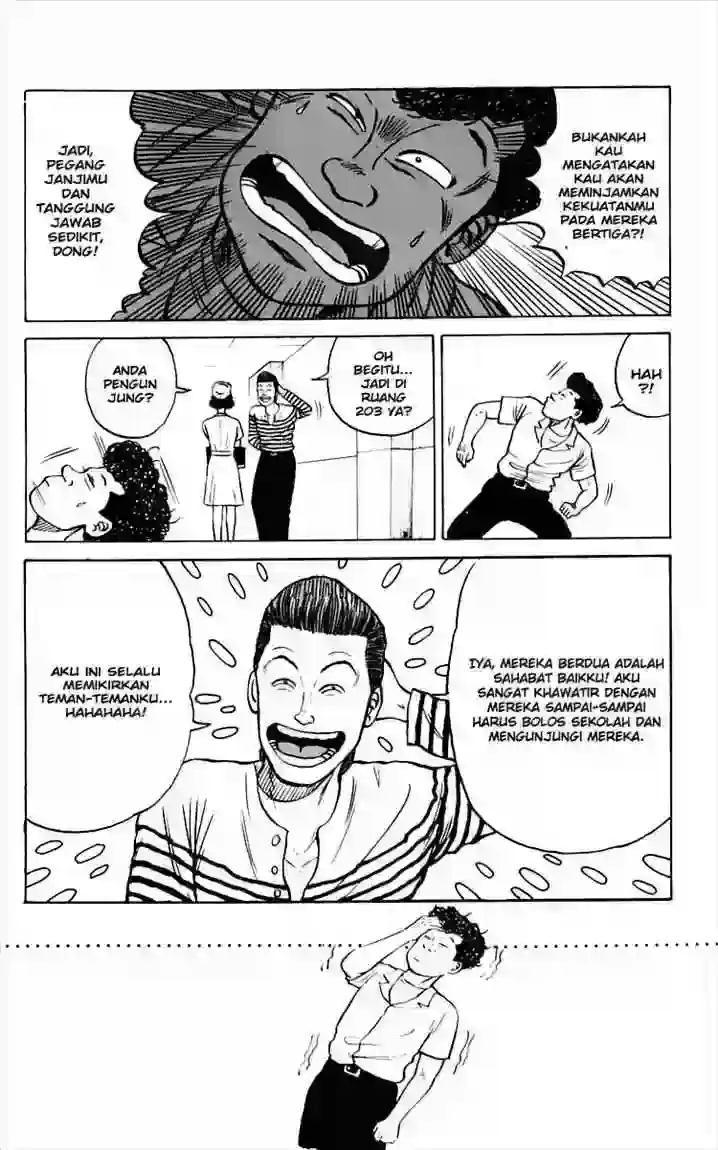 BUKANKAH
KAU
MENGATAKAN
KAU AKAN
MEMINJAMKAN
KEKUATANMU
PADA MEREKA
BERTIGA?!
JADI,
PEGANG
JANJIMU
DAN
TANGGUNG
JAWAB
SEDIKIT,
DONG!
HAH
?!
OH
BEGITU...
JADI DI
RUANG
203 YA?
ANDA
PENGUN
JUNG?
IYA, MEREKA BERDUA ADALAH
SAHABAT BAIKKU! AKU
SANGAT KHAWATIR DENGAN
MEREKA SAMPAI-SAMPAI
HARUS BOLOS SEKOLAH DAN
MENGUNJUNGI MEREKA.
AKU INI SELALU
MEMIKIRKAN
TEMAN-TEMANKU...
HAHAHAHA!